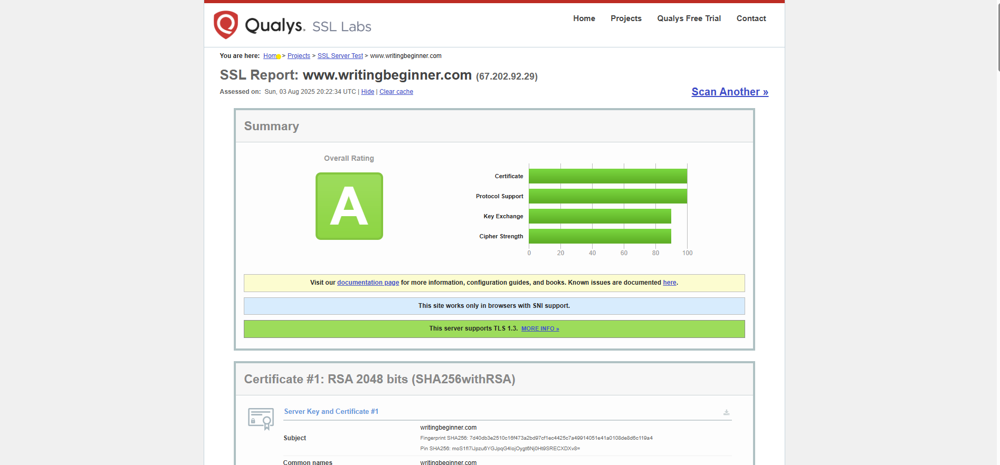 Qualys. SSL Labs
Home Projects Qualys Free Trial Contact
You are here: Home > Projects > SSL Server Test > www.writingbeginner.com
SSL Report: www.writingbeginner.com (67.202.92.29)
Assessed on: Sun, 03 Aug 2025 20:22:34 UTC | Hide | Clear cache
Scan Another »
Summary
Overall Rating
A
Certificate
Protocol Support
Key Exchange
Cipher Strength
0 20 40 60 80 100
Visit our documentation page for more information, configuration guides, and books. Known issues are documented here.
This site works only in browsers with SNI support.
This server supports TLS 1.3. MORE INFO »
Certificate #1: RSA 2048 bits (SHA256withRSA)
Server Key and Certificate #1
Subject
writingbeginner.com
Fingerprint SHA256: 7d40db3e2510c16f473a2bd97cf1ec4425c7a49914051e41a0108de8d6c119a4
Pin SHA256: moS1fl7iJpzu6YGJpqG4lojOygt6Nj0Ht9SRECXDXv8=
Common names writingbeginner.com